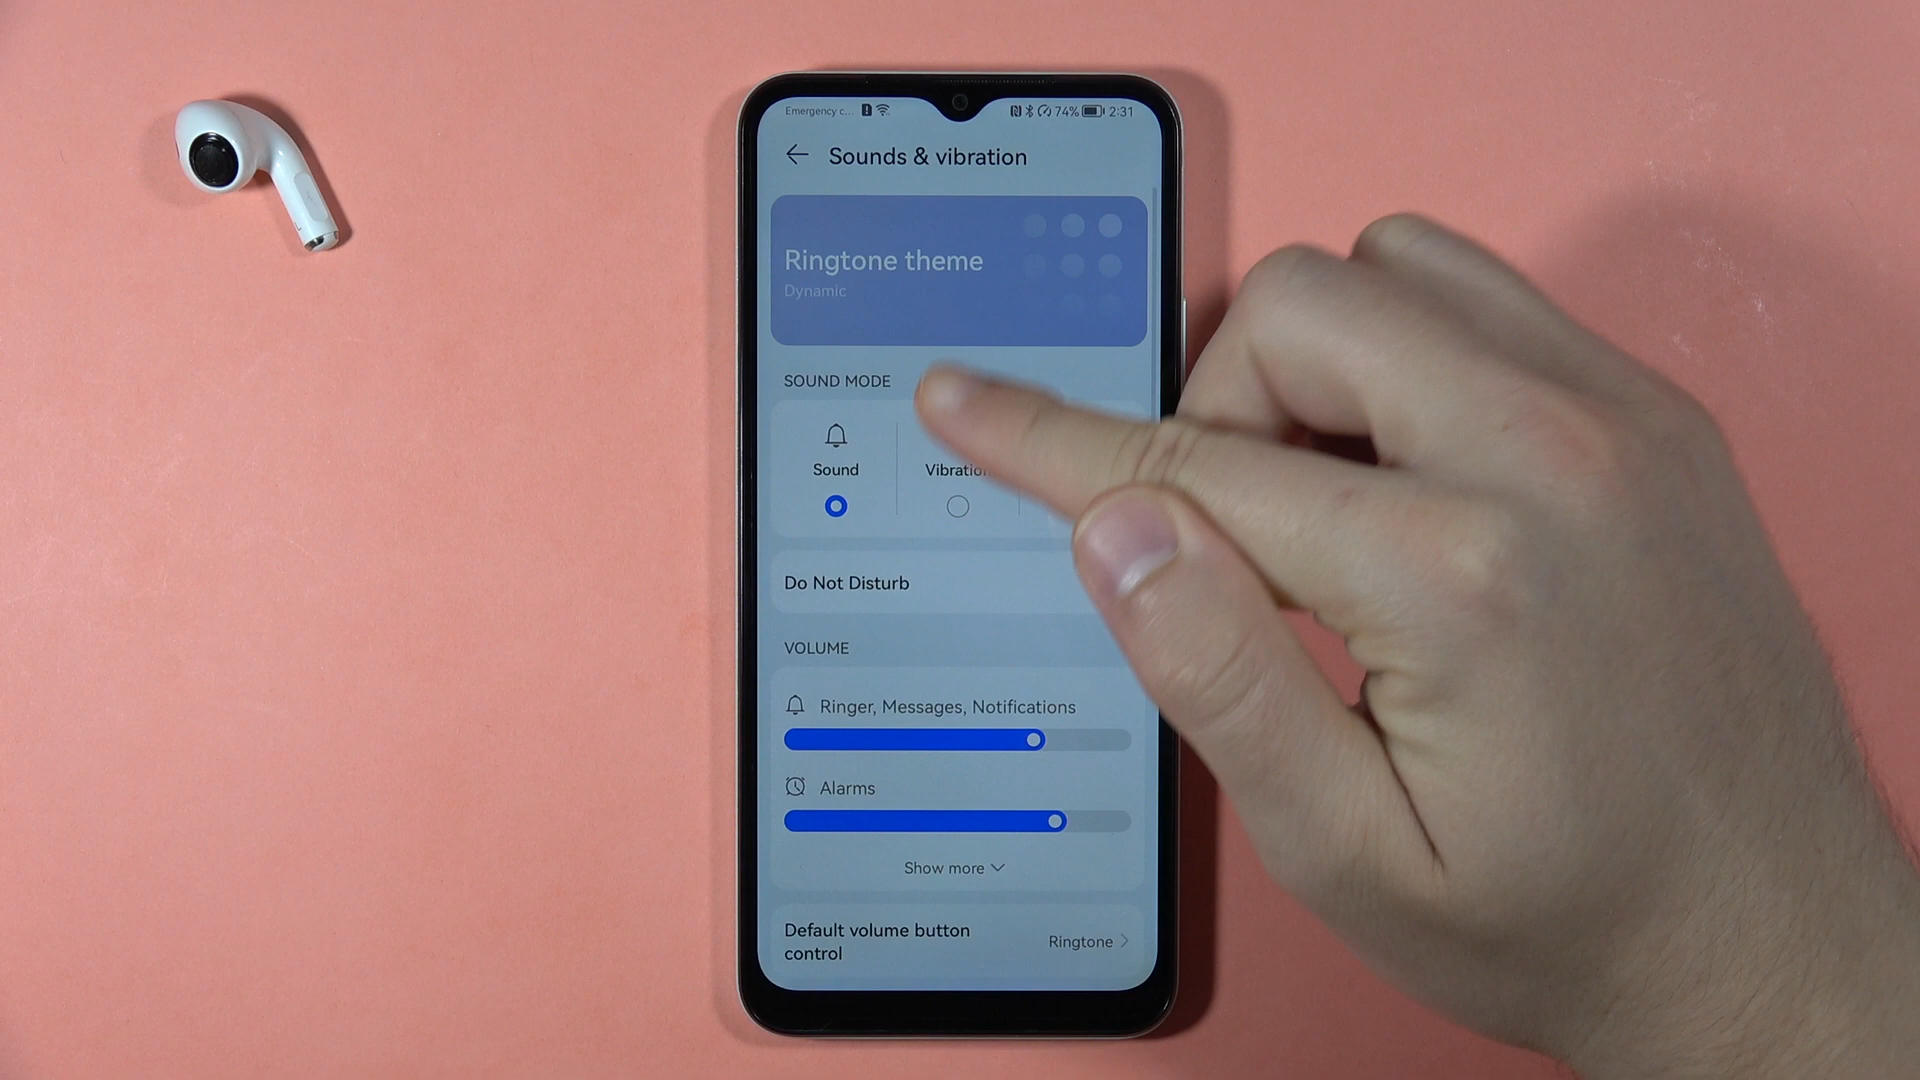 Emergency c... 74% 2:31
Sounds & vibration
Ringtone theme
Dynamic
SOUND MODE
Sound
Do Not Disturb
VOLUME
Ringer, Messages, Notifications
Alarms
Show more
Default volume button
control
Ringtone